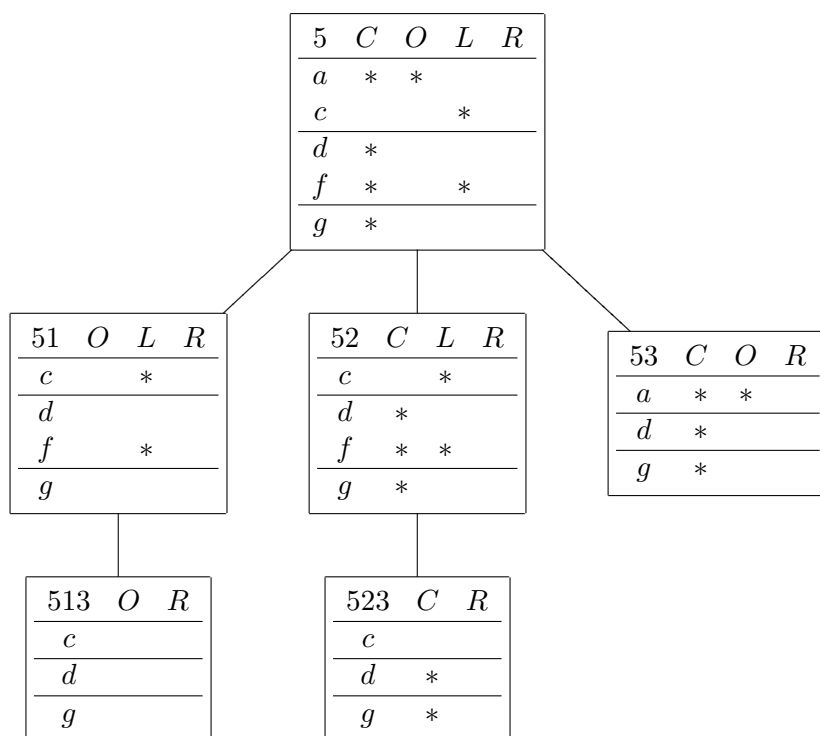 5 C O L R
a * *
c *
d *
f * *
g *
51 O L R
c *
d
f *
g
52 C L R
c *
d *
f * *
g *
53 C O R
a * *
d *
g *
513 O R
c
d
g
523 C R
c
d *
g *